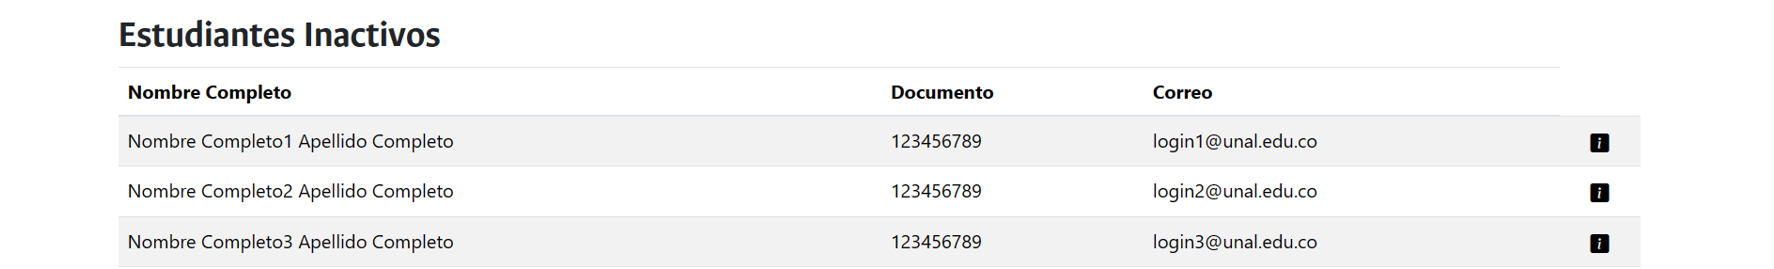 Estudiantes Inactivos
Nombre Completo Documento Correo
Nombre Completo1 Apellido Completo 123456789 login1@unal.edu.co i
Nombre Completo2 Apellido Completo 123456789 login2@unal.edu.co i
Nombre Completo3 Apellido Completo 123456789 login3@unal.edu.co i